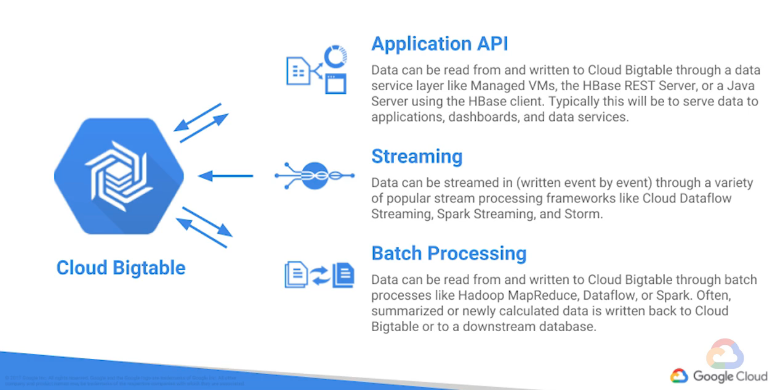 Application API
Data can be read from and written to Cloud Bigtable through a data
service layer like Managed VMs, the HBase REST Server, or a Java
Server using the HBase client. Typically this will be to serve data to
applications, dashboards, and data services.
Streaming
Data can be streamed in (written event by event) through a variety
of popular stream processing frameworks like Cloud Dataflow
Streaming, Spark Streaming, and Storm.
Cloud Bigtable
Batch Processing
Data can be read from and written to Cloud Bigtable through batch
processes like Hadoop MapReduce, Dataflow, or Spark. Often,
summarized or newly calculated data is written back to Cloud
Bigtable or to a downstream database.
Google Cloud